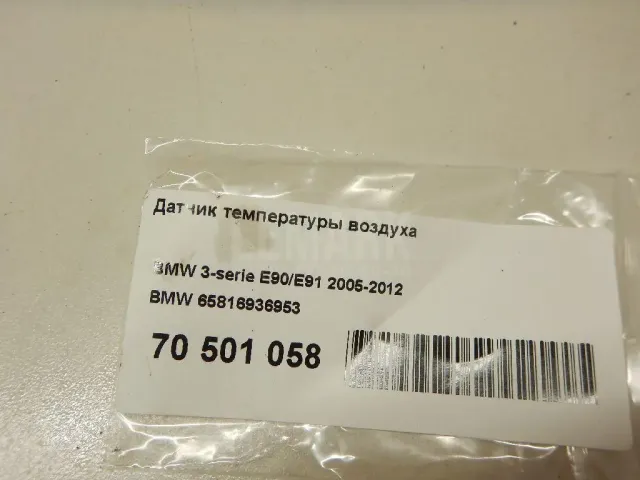 Датчик температуры воздуха
BMW 3-serie E90/E91 2005-2012
BMW 65816936953
70 501 058